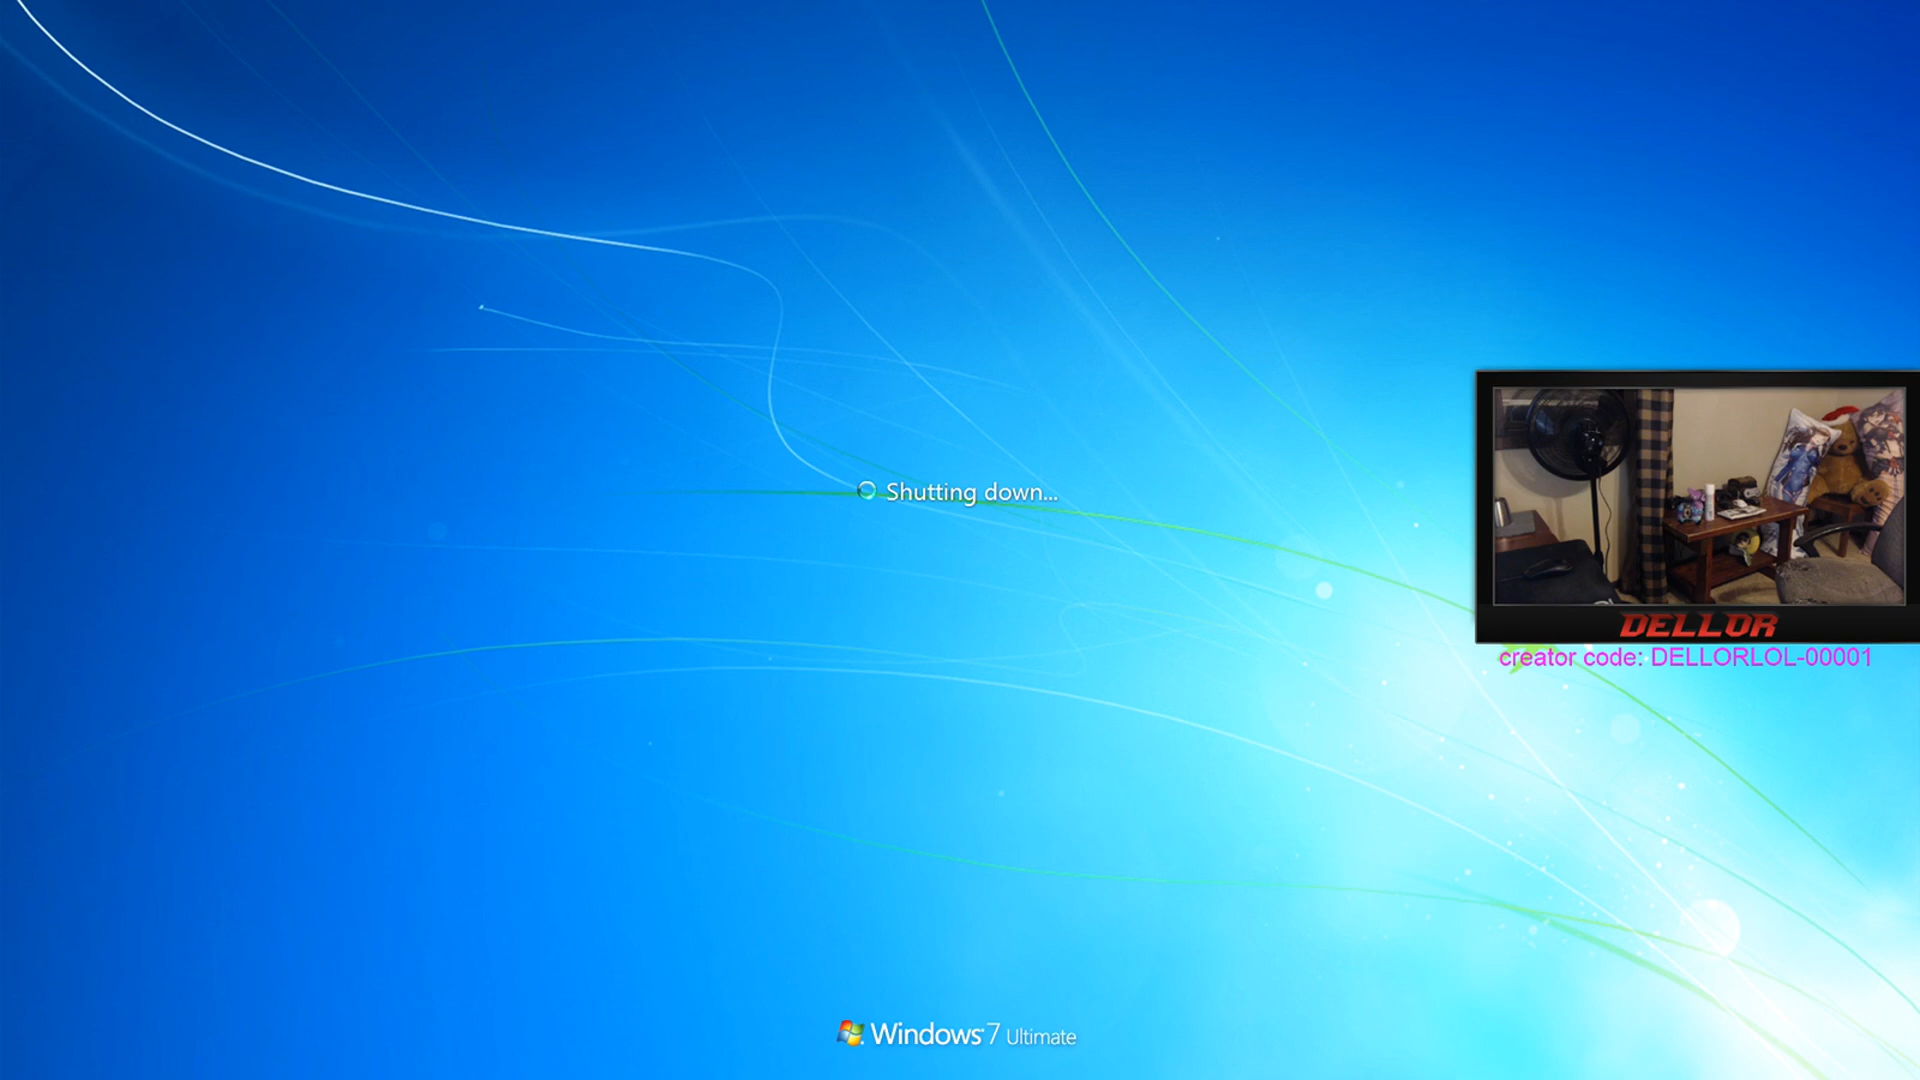 Shutting down...
DELLOR
creator code: DELLORLOL-00001
Windows 7 Ultimate